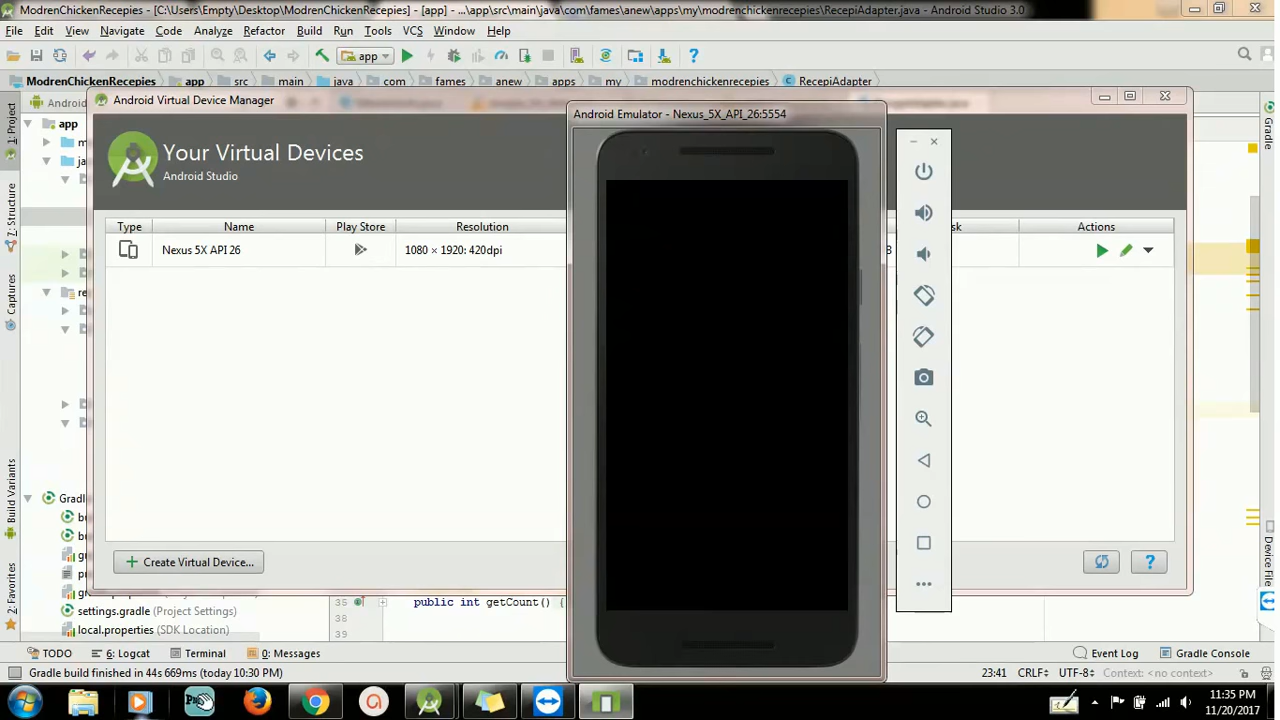 ModrenChickenRecepies - [C:\Users\Empty\Desktop\ModrenChickenRecepies] - [app] - ...\app\src\main\java\com\fames\anew\apps\my\modrenchickenrecepies\RecepiAdapter.java - Android Studio 3.0
File Edit View Navigate Code Analyze Refactor Build Run Tools VCS Window Help
app
ModrenChickenRecepies app src main java com fames anew apps my modrenchickenrecepies RecepiAdapter
Android
Android Virtual Device Manager
Android Emulator - Nexus_5X_API_26:5554
1: Project
Gradle
app
Your Virtual Devices
Android Studio
Z: Structure
Type Name Play Store Resolution sk Actions
Nexus 5X API 26 1080 × 1920: 420dpi B
Captures
Build Variants
Gradle
+ Create Virtual Device...
?
2: Favorites
Device File
settings.gradle (Project Settings)
35 public int getCount() {
38
local.properties (SDK Location)
39
TODO 6: Logcat Terminal 0: Messages Event Log Gradle Console
Gradle build finished in 44s 669ms (today 10:30 PM) 23:41 CRLF÷ UTF-8÷ Context: <no context>
11:35 PM
11/20/2017